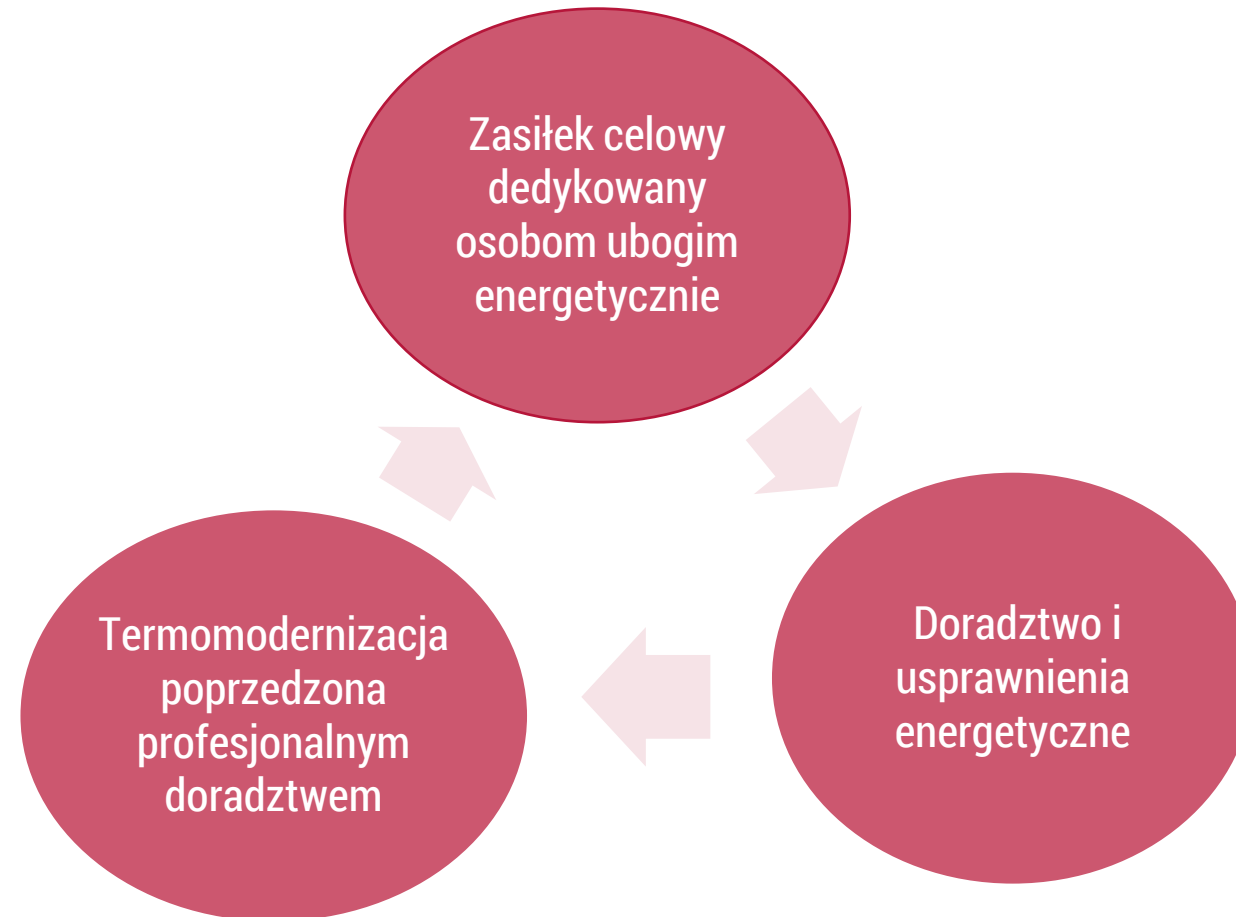 Zasiłek celowy
dedykowany
osobom ubogim
energetycznie
Termomodernizacja
poprzedzona
profesjonalnym
doradztwem
Doradztwo i
usprawnienia
energetyczne